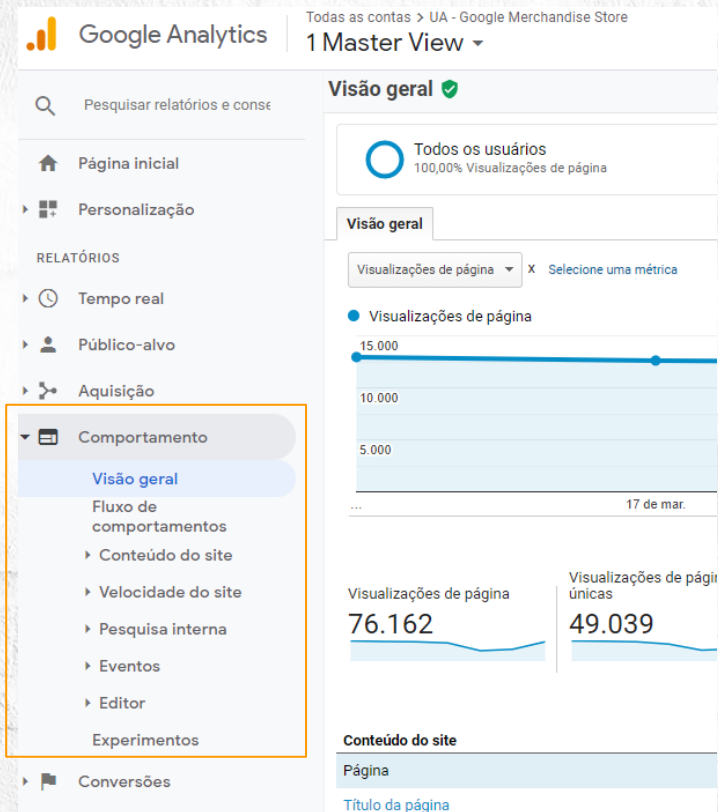 Google Analytics
Todas as contas > UA - Google Merchandise Store
1 Master View
Pesquisar relatórios e conse
Página inicial
Personalização
RELATÓRIOS
Tempo real
Público-alvo
Aquisição
Comportamento
Visão geral
Fluxo de
comportamentos
Conteúdo do site
Velocidade do site
Pesquisa interna
Eventos
Editor
Experimentos
Conversões
Visão geral
Todos os usuários
100,00% Visualizações de página
Visão geral
Visualizações de página x Selecione uma métrica
Visualizações de página
15.000
10.000
5.000
... 17 de mar.
Visualizações de página
76.162
Visualizações de págin
únicas
49.039
Conteúdo do site
Página
Título da página